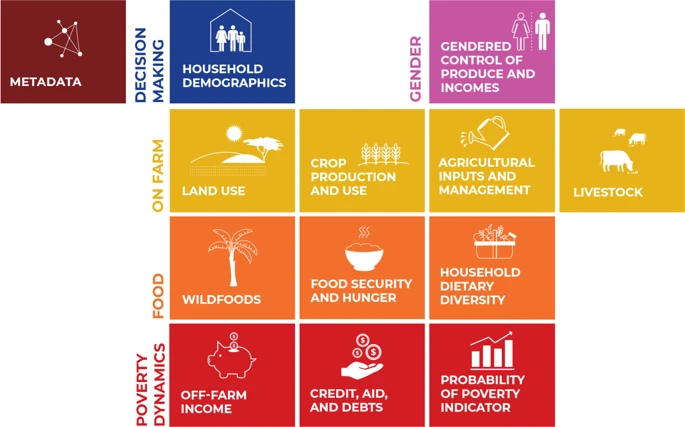 METADATA
DECISION
MAKING
HOUSEHOLD
DEMOGRAPHICS
GENDER
GENDERED
CONTROL OF
PRODUCE AND
INCOMES
ON FARM
LAND USE
CROP
PRODUCTION
AND USE
AGRICULTURAL
INPUTS AND
MANAGEMENT
LIVESTOCK
FOOD
WILDFOODS
FOOD SECURITY
AND HUNGER
HOUSEHOLD
DIETARY
DIVERSITY
POVERTY
DYNAMICS
$
OFF-FARM
INCOME
$
$
$
CREDIT, AID,
AND DEBTS
PROBABILITY
OF POVERTY
INDICATOR